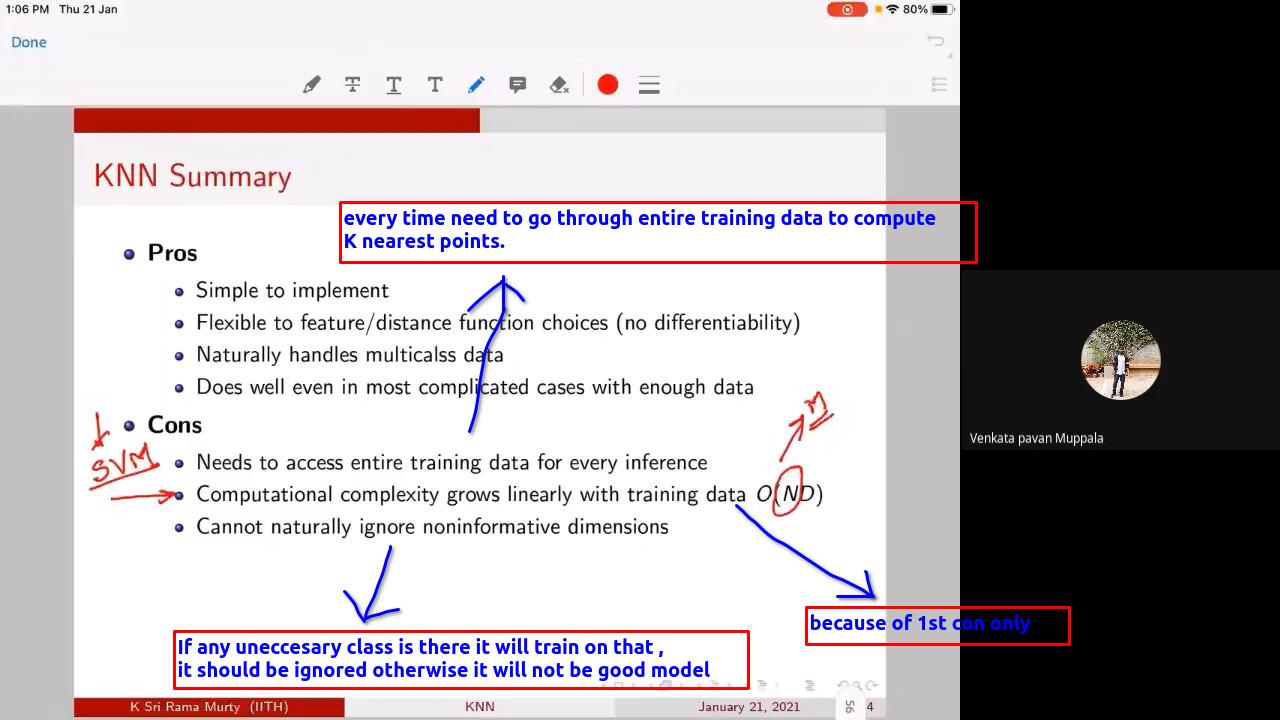 1:06 PM Thu 21 Jan
80%
Done
T T T
KNN Summary
every time need to go through entire training data to compute
K nearest points.
Pros
Simple to implement
Flexible to feature/distance function choices (no differentiability)
Naturally handles multicalss data
Does well even in most complicated cases with enough data
M
Cons
SVM
Needs to access entire training data for every inference
Computational complexity grows linearly with training data O(ND)
Cannot naturally ignore noninformative dimensions
Venkata pavan Muppala
because of 1st con only
If any uneccesary class is there it will train on that ,
it should be ignored otherwise it will not be good model
K Sri Rama Murty (IITH) KNN January 21, 2021 56 4